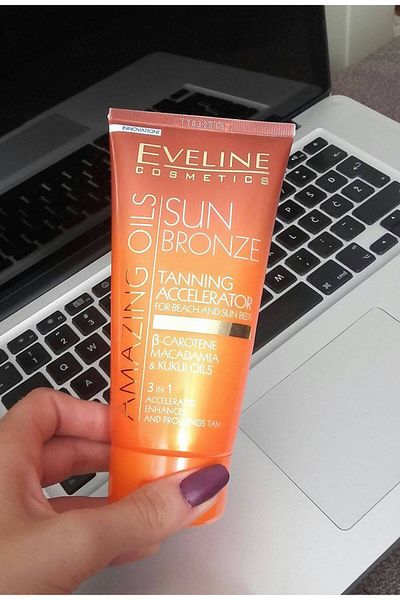 INNOVATION!
EVELINE
COSMETICS
AMAZING OILS
SUN
BRONZE
TANNING
ACCELERATOR
FOR BEACH AND SUN BEDS
β-CAROTENE
MACADAMIA
& KUKUI OILS
3 IN 1
ACCELERATES
ENHANCES
AND PROLONGS TAN